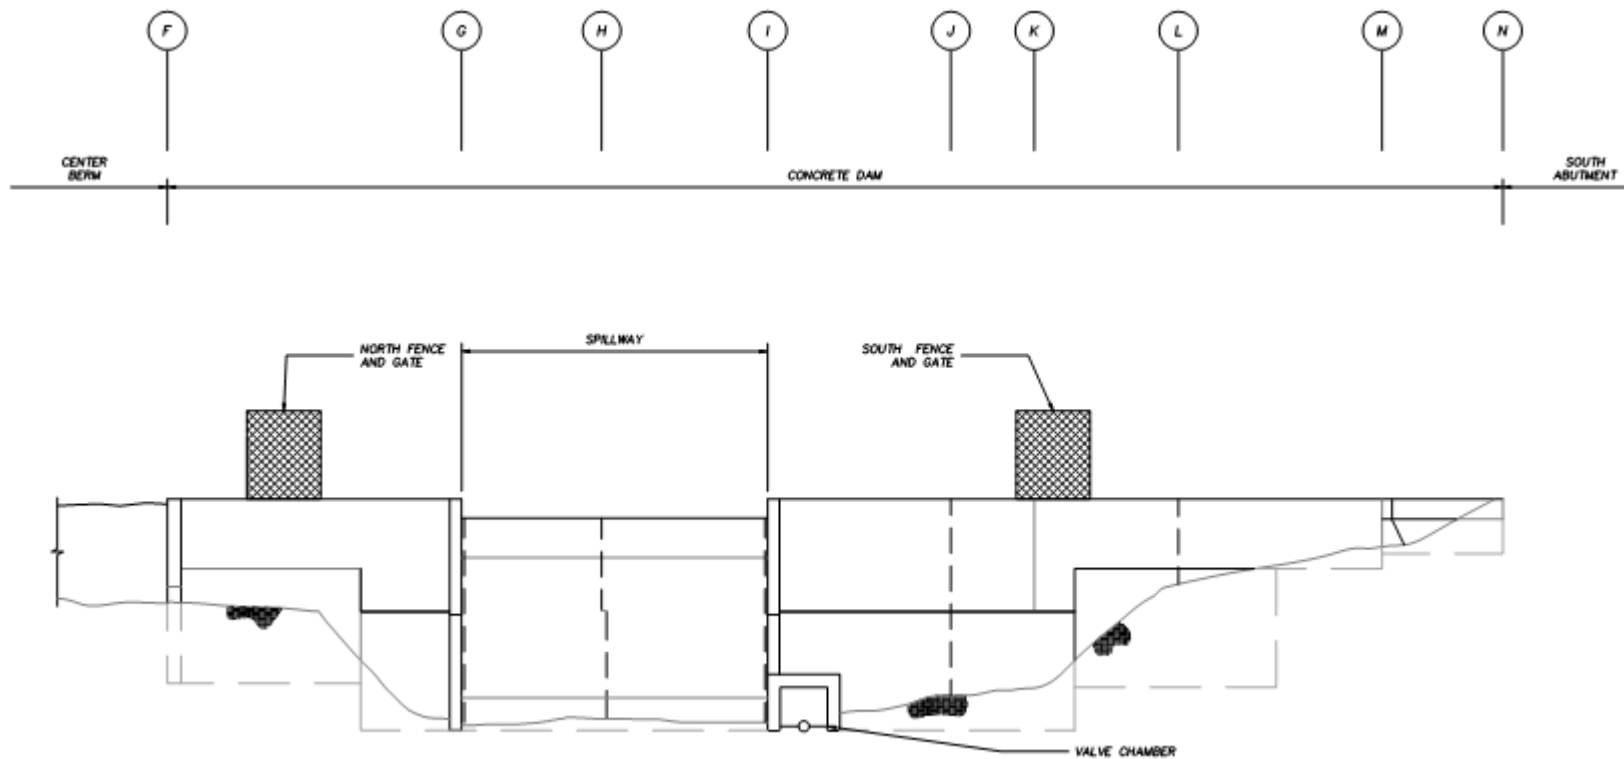 F G H I J K L M N
CENTER
BERM
CONCRETE DAM
SOUTH
ABUTMENT
NORTH FENCE
AND GATE
SPILLWAY
SOUTH FENCE
AND GATE
VALVE CHAMBER